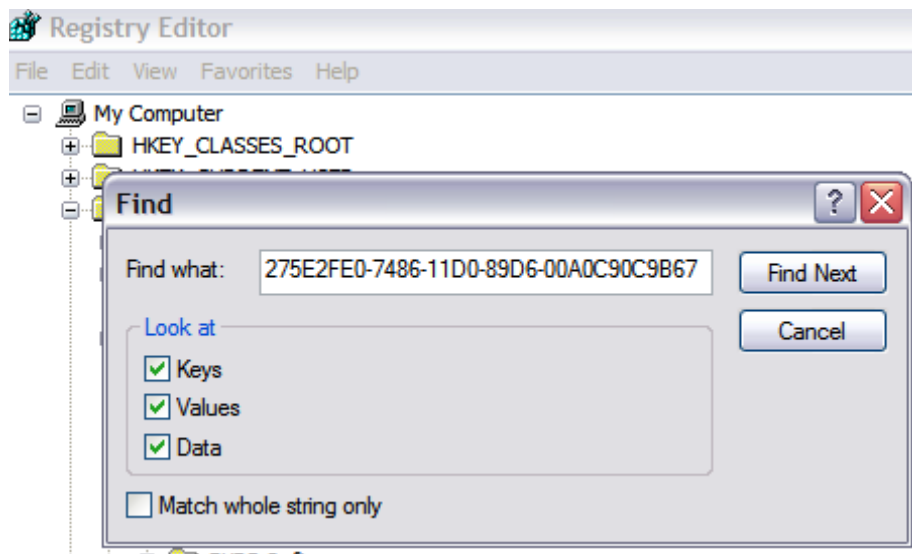 Registry Editor
File Edit View Favorites Help
My Computer
HKEY_CLASSES_ROOT
Find
Find what: 275E2FE0-7486-11D0-89D6-00A0C90C9B67
Find Next
Cancel
Look at
Keys
Values
Data
Match whole string only